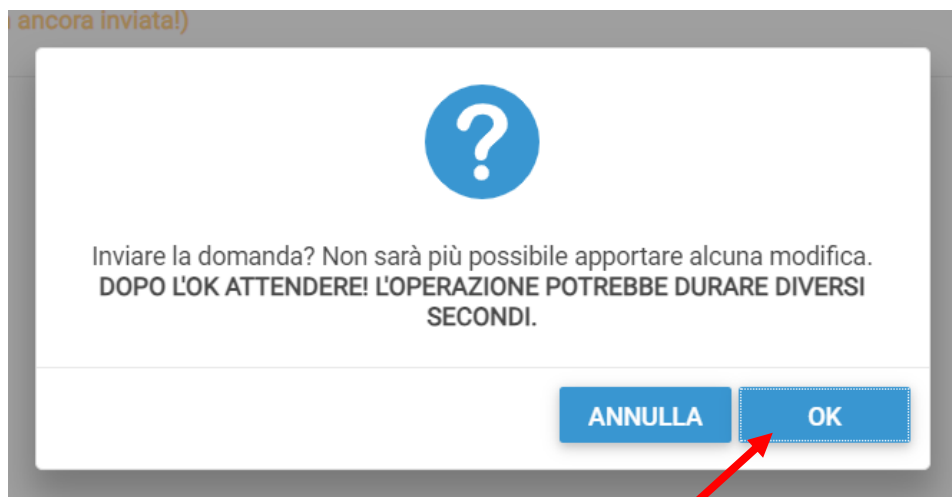 ancora inviata!)
?
Inviare la domanda? Non sarà più possibile apportare alcuna modifica.
DOPO L'OK ATTENDERE! L'OPERAZIONE POTREBBE DURARE DIVERSI
SECONDI.
ANNULLA OK